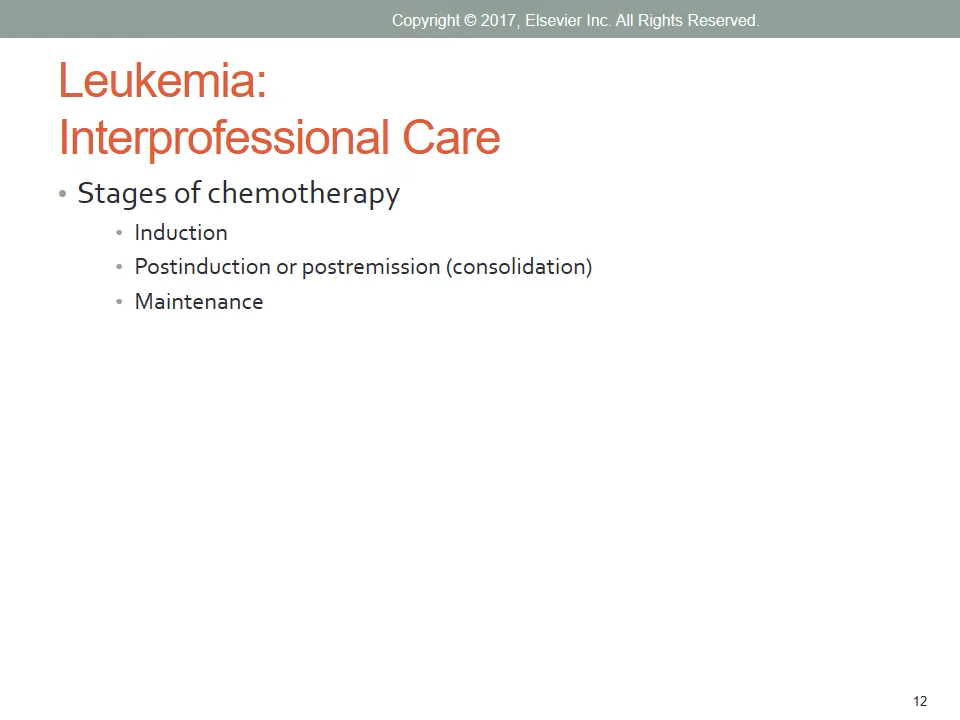 Copyright © 2017, Elsevier Inc. All Rights Reserved.
Leukemia:
Interprofessional Care
• Stages of chemotherapy
• Induction
• Postinduction or postremission (consolidation)
• Maintenance
12